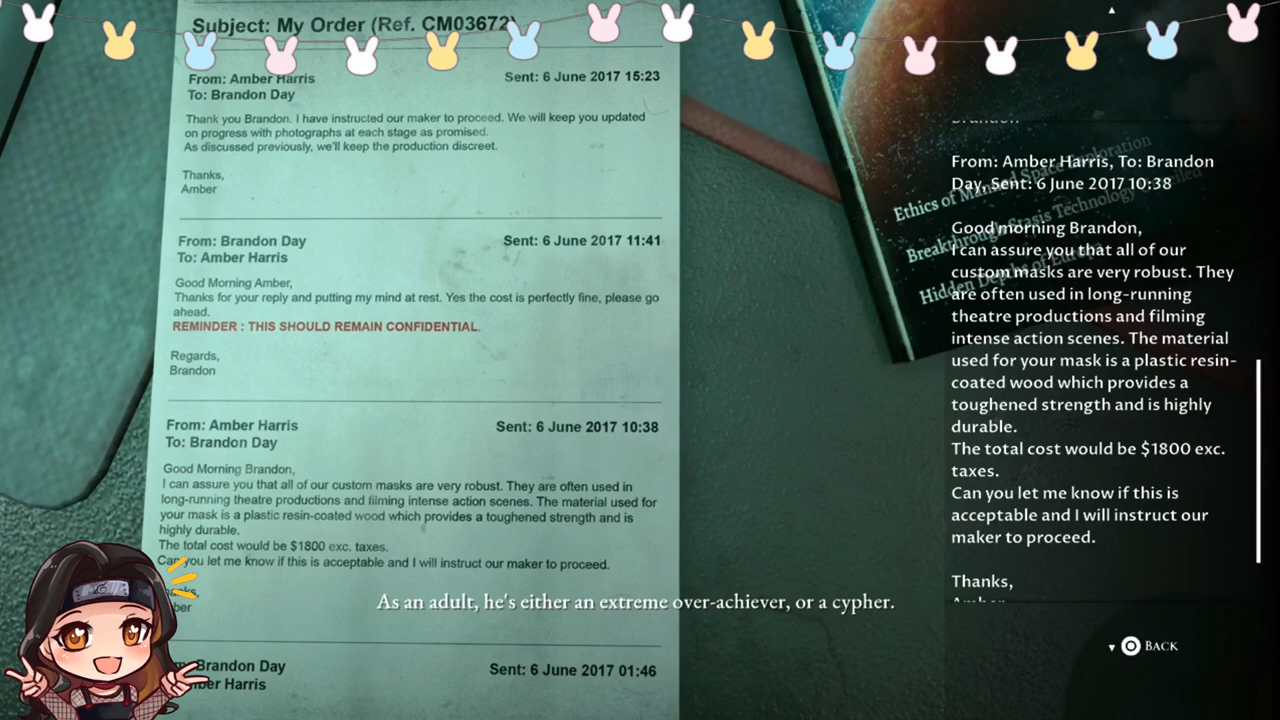 Subject: My Order (Ref. CM03672)
From: Amber Harris
To: Brandon Day
Sent: 6 June 2017 15:23
Thank you Brandon. I have instructed our maker to proceed. We will keep you updated
on progress with photographs at each stage as promised.
As discussed previously, we'll keep the production discreet.
Thanks,
Amber
From: Brandon Day
To: Amber Harris
Sent: 6 June 2017 11:41
Good Morning Amber,
Thanks for your reply and putting my mind at rest. Yes the cost is perfectly fine, please go
ahead.
REMINDER : THIS SHOULD REMAIN CONFIDENTIAL.
Regards,
Brandon
From: Amber Harris
To: Brandon Day
Sent: 6 June 2017 10:38
Good Morning Brandon,
I can assure you that all of our custom masks are very robust. They are often used in
long-running theatre productions and filming intense action scenes. The material used for
your mask is a plastic resin-coated wood which provides a toughened strength and is
highly durable.
The total cost would be $1800 exc. taxes.
Can you let me know if this is acceptable and I will instruct our maker to proceed.
Brandon Day
Harris
Sent: 6 June 2017 01:46
As an adult, he's either an extreme over-achiever, or a cypher.
Ethics of Manned Space Exploration
Breakthrough Stasis Technology
Hidden Depths of Europa
Brandon
From: Amber Harris, To: Brandon
Day, Sent: 6 June 2017 10:38
Good morning Brandon,
I can assure you that all of our
custom masks are very robust. They
are often used in long-running
theatre productions and filming
intense action scenes. The material
used for your mask is a plastic resin-
coated wood which provides a
toughened strength and is highly
durable.
The total cost would be $1800 exc.
taxes.
Can you let me know if this is
acceptable and I will instruct our
maker to proceed.
Thanks,
Amber
BACK